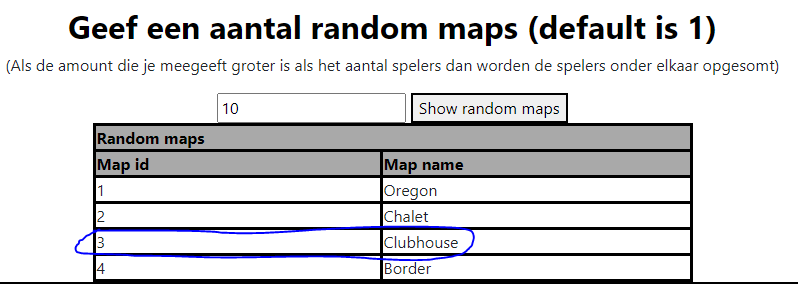 Geef een aantal random maps (default is 1)
(Als de amount die je meegeeft groter is als het aantal spelers dan worden de spelers onder elkaar opgesomt)
10 Show random maps
Random maps
Map id Map name
1 Oregon
2 Chalet
3 Clubhouse
4 Border